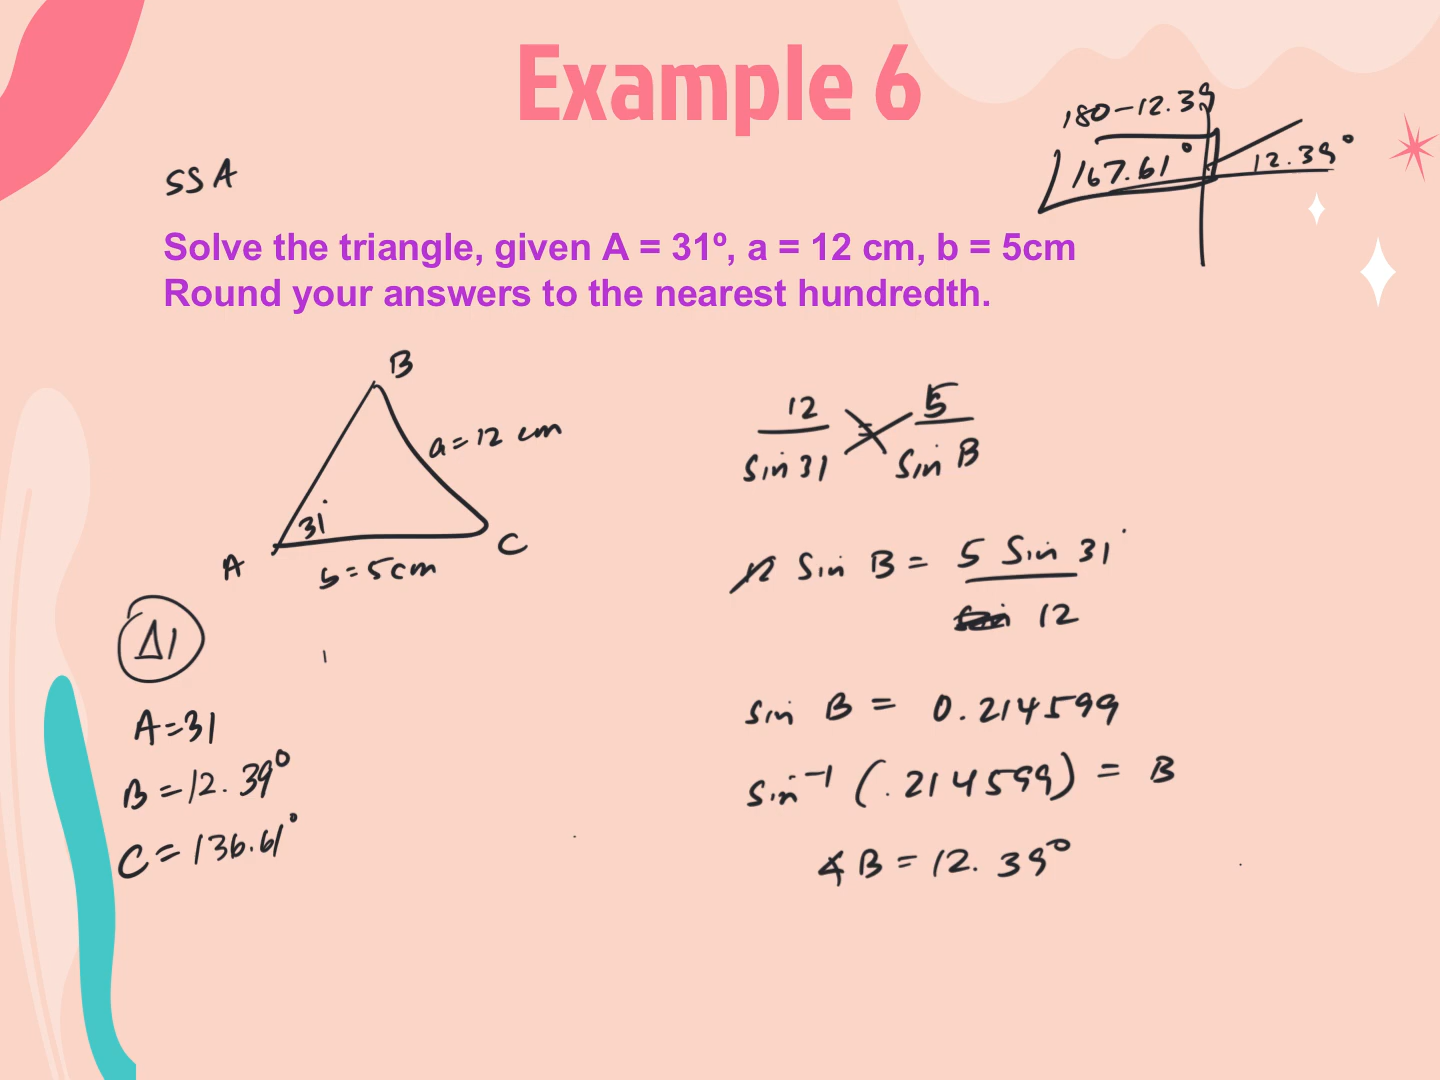 Example 6
180-12.39
167.61°
12.39°
SSA
Solve the triangle, given A = 31º, a = 12 cm, b = 5cm
Round your answers to the nearest hundredth.
B
a=12 cm
31°
A
C
b=5cm
12 = 5
sin 31 sin B
12 sin B = 5 sin 31°
12
sin B = 0.214599
sin⁻¹ (.214599) = B
∡B = 12.39°
Δ1
A=31
B=12.39°
C=136.61°